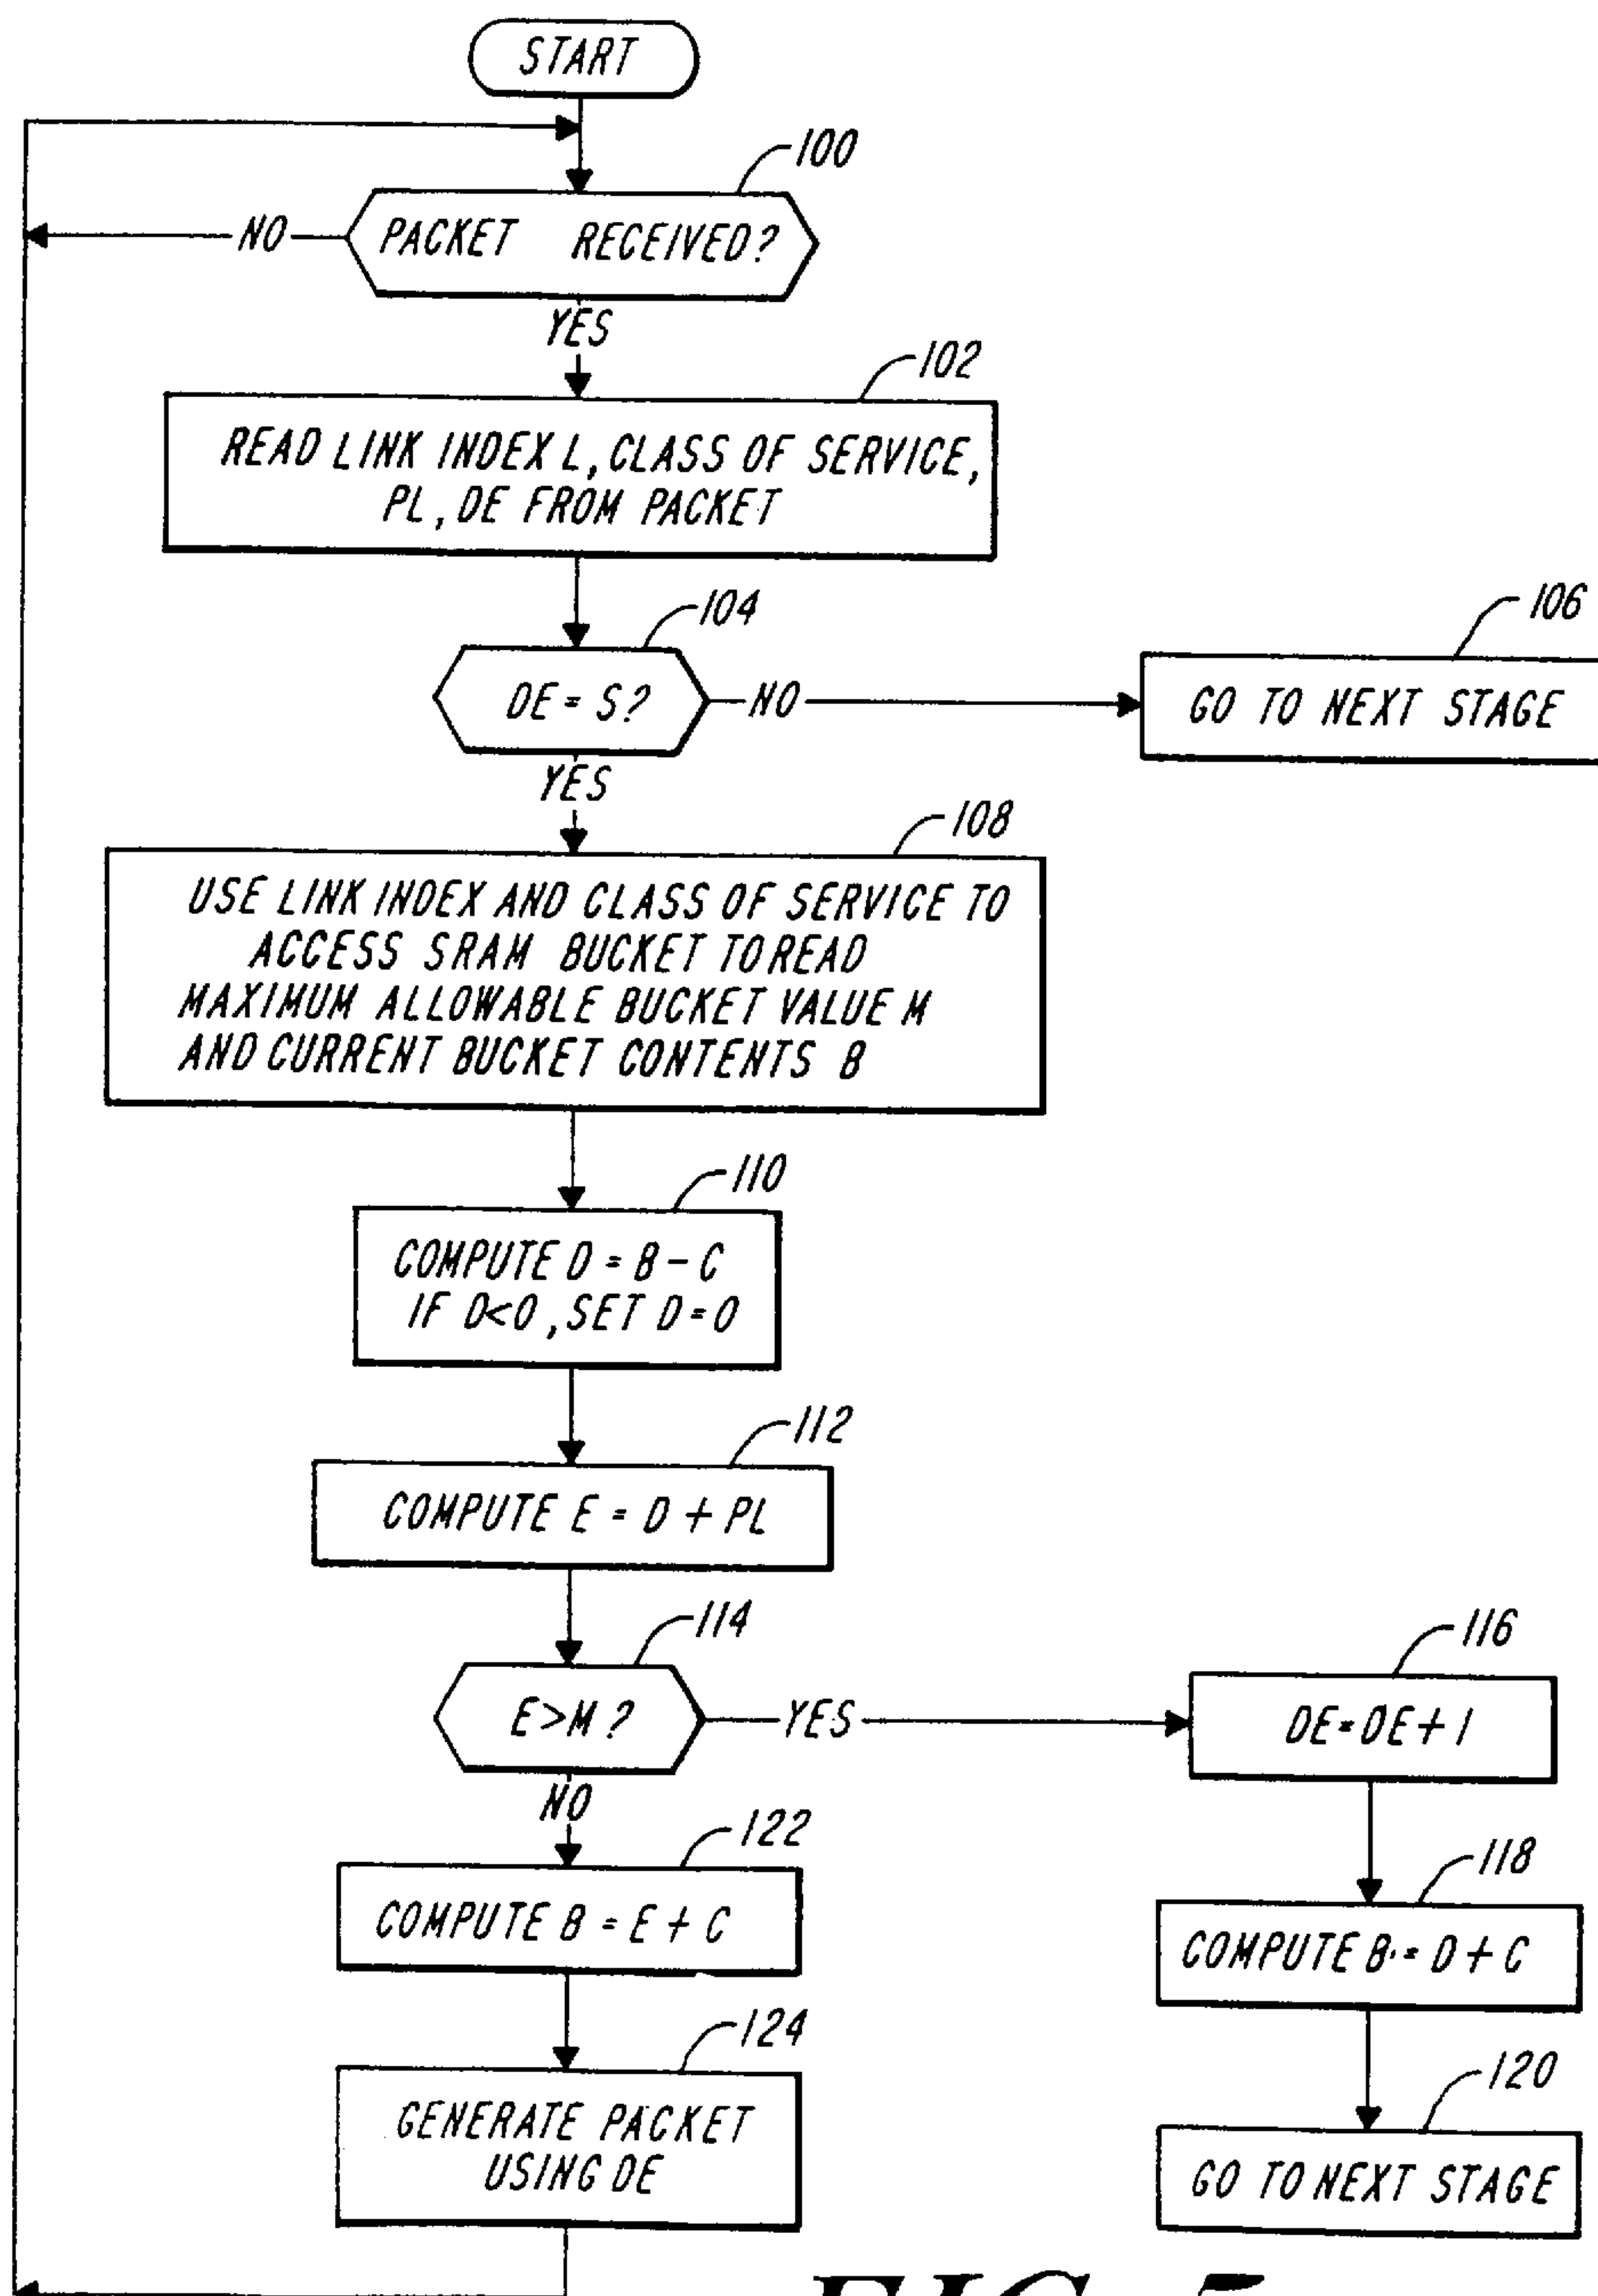 START
100
PACKET RECEIVED?
NO
YES
102
READ LINK INDEX L, CLASS OF SERVICE,
PL, DE FROM PACKET
104
DE = S?
NO
106
GO TO NEXT STAGE
YES
108
USE LINK INDEX AND CLASS OF SERVICE TO
ACCESS SRAM BUCKET TO READ
MAXIMUM ALLOWABLE BUCKET VALUE M
AND CURRENT BUCKET CONTENTS B
110
COMPUTE D = B - C
IF D<0, SET D=0
112
COMPUTE E = D + PL
114
E>M?
YES
116
DE=DE+1
NO
122
COMPUTE B = E + C
118
COMPUTE B = D + C
124
GENERATE PACKET
USING DE
120
GO TO NEXT STAGE
FIG. 5